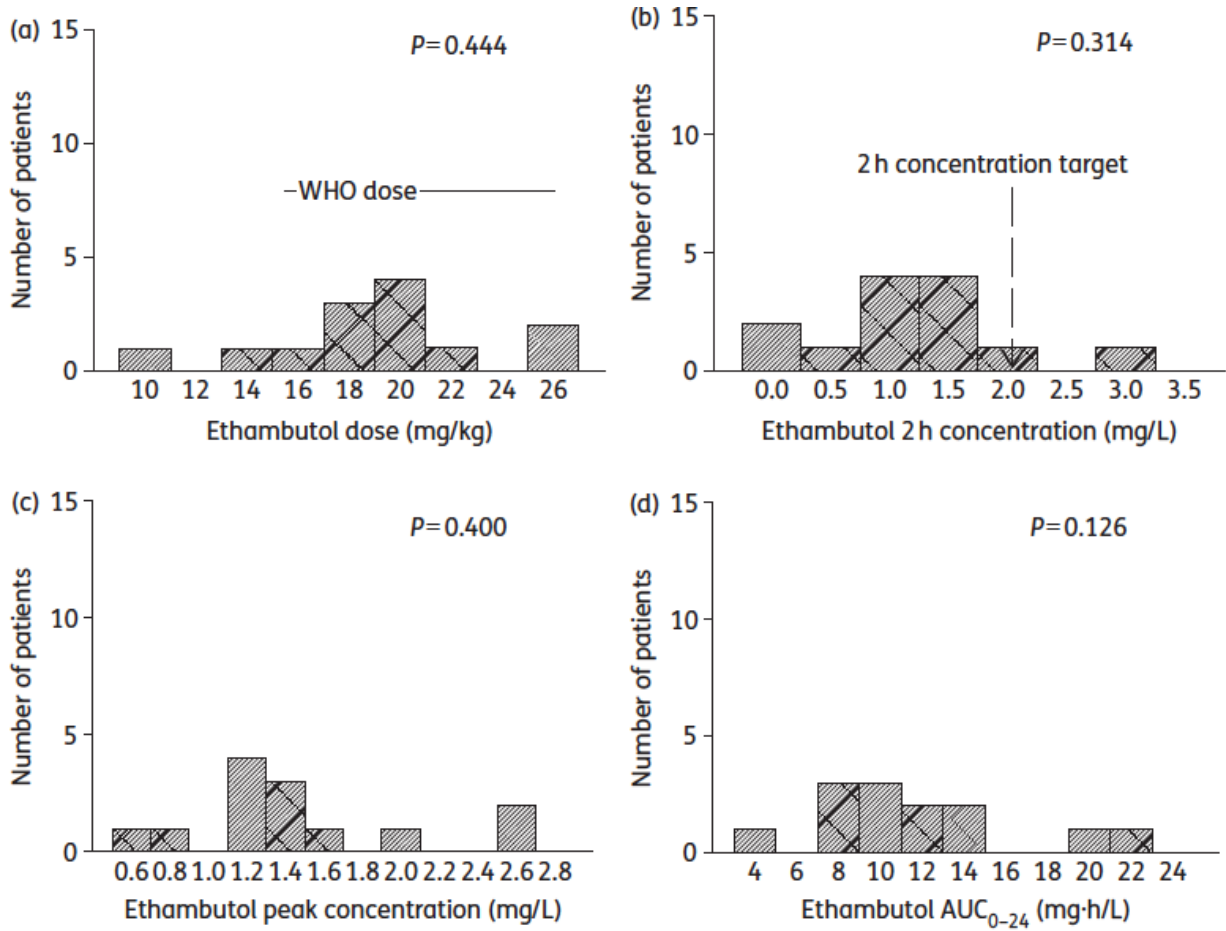 (a)
15
P=0.444
Number of patients
10
WHO dose
5
0
10 12 14 16 18 20 22 24 26
Ethambutol dose (mg/kg)
(b)
15
P=0.314
Number of patients
10
2 h concentration target
5
0
0.0 0.5 1.0 1.5 2.0 2.5 3.0 3.5
Ethambutol 2 h concentration (mg/L)
(c)
15
P=0.400
Number of patients
10
5
0
0.6 0.8 1.0 1.2 1.4 1.6 1.8 2.0 2.2 2.4 2.6 2.8
Ethambutol peak concentration (mg/L)
(d)
15
P=0.126
Number of patients
10
5
0
4 6 8 10 12 14 16 18 20 22 24
Ethambutol AUC0–24 (mg·h/L)